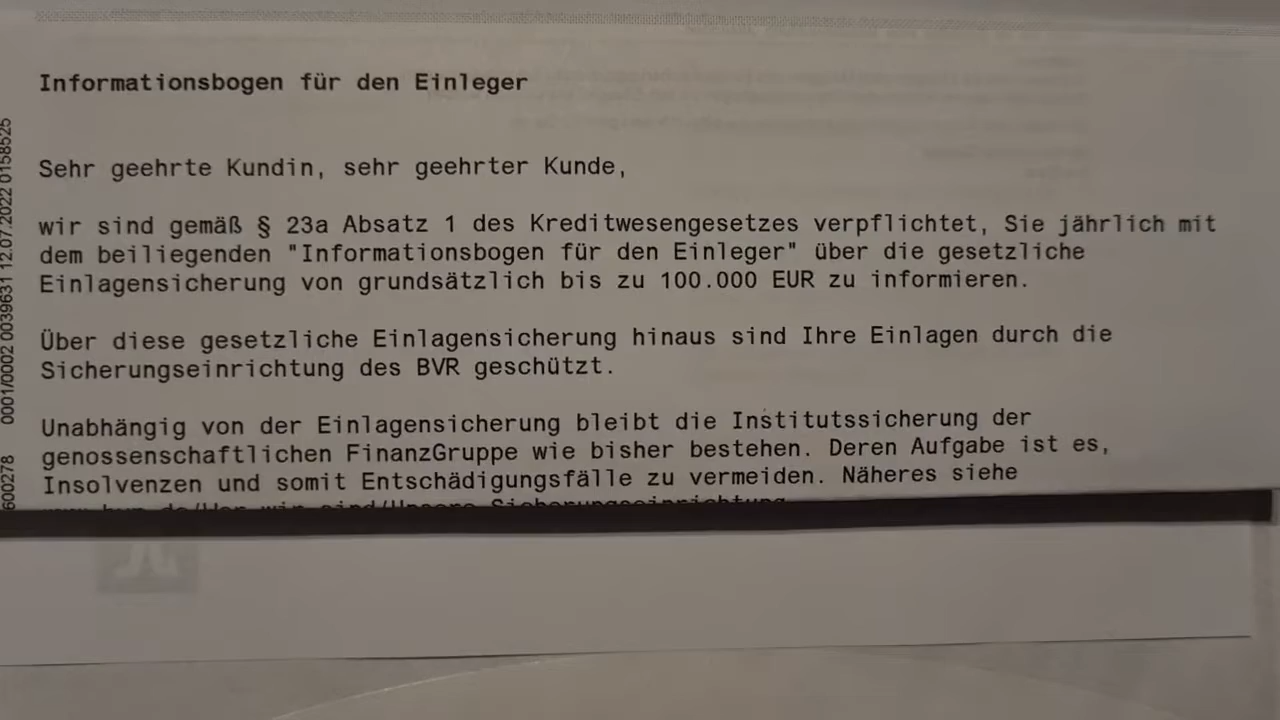 Informationsbogen für den Einleger
Sehr geehrte Kundin, sehr geehrter Kunde,
wir sind gemäß § 23a Absatz 1 des Kreditwesengesetzes verpflichtet, Sie jährlich mit
dem beiliegenden "Informationsbogen für den Einleger" über die gesetzliche
Einlagensicherung von grundsätzlich bis zu 100.000 EUR zu informieren.
Über diese gesetzliche Einlagensicherung hinaus sind Ihre Einlagen durch die
Sicherungseinrichtung des BVR geschützt.
Unabhängig von der Einlagensicherung bleibt die Institutssicherung der
genossenschaftlichen FinanzGruppe wie bisher bestehen. Deren Aufgabe ist es,
Insolvenzen und somit Entschädigungsfälle zu vermeiden. Näheres siehe
600278 0001/0002 0039631 12.07.2022 0158525